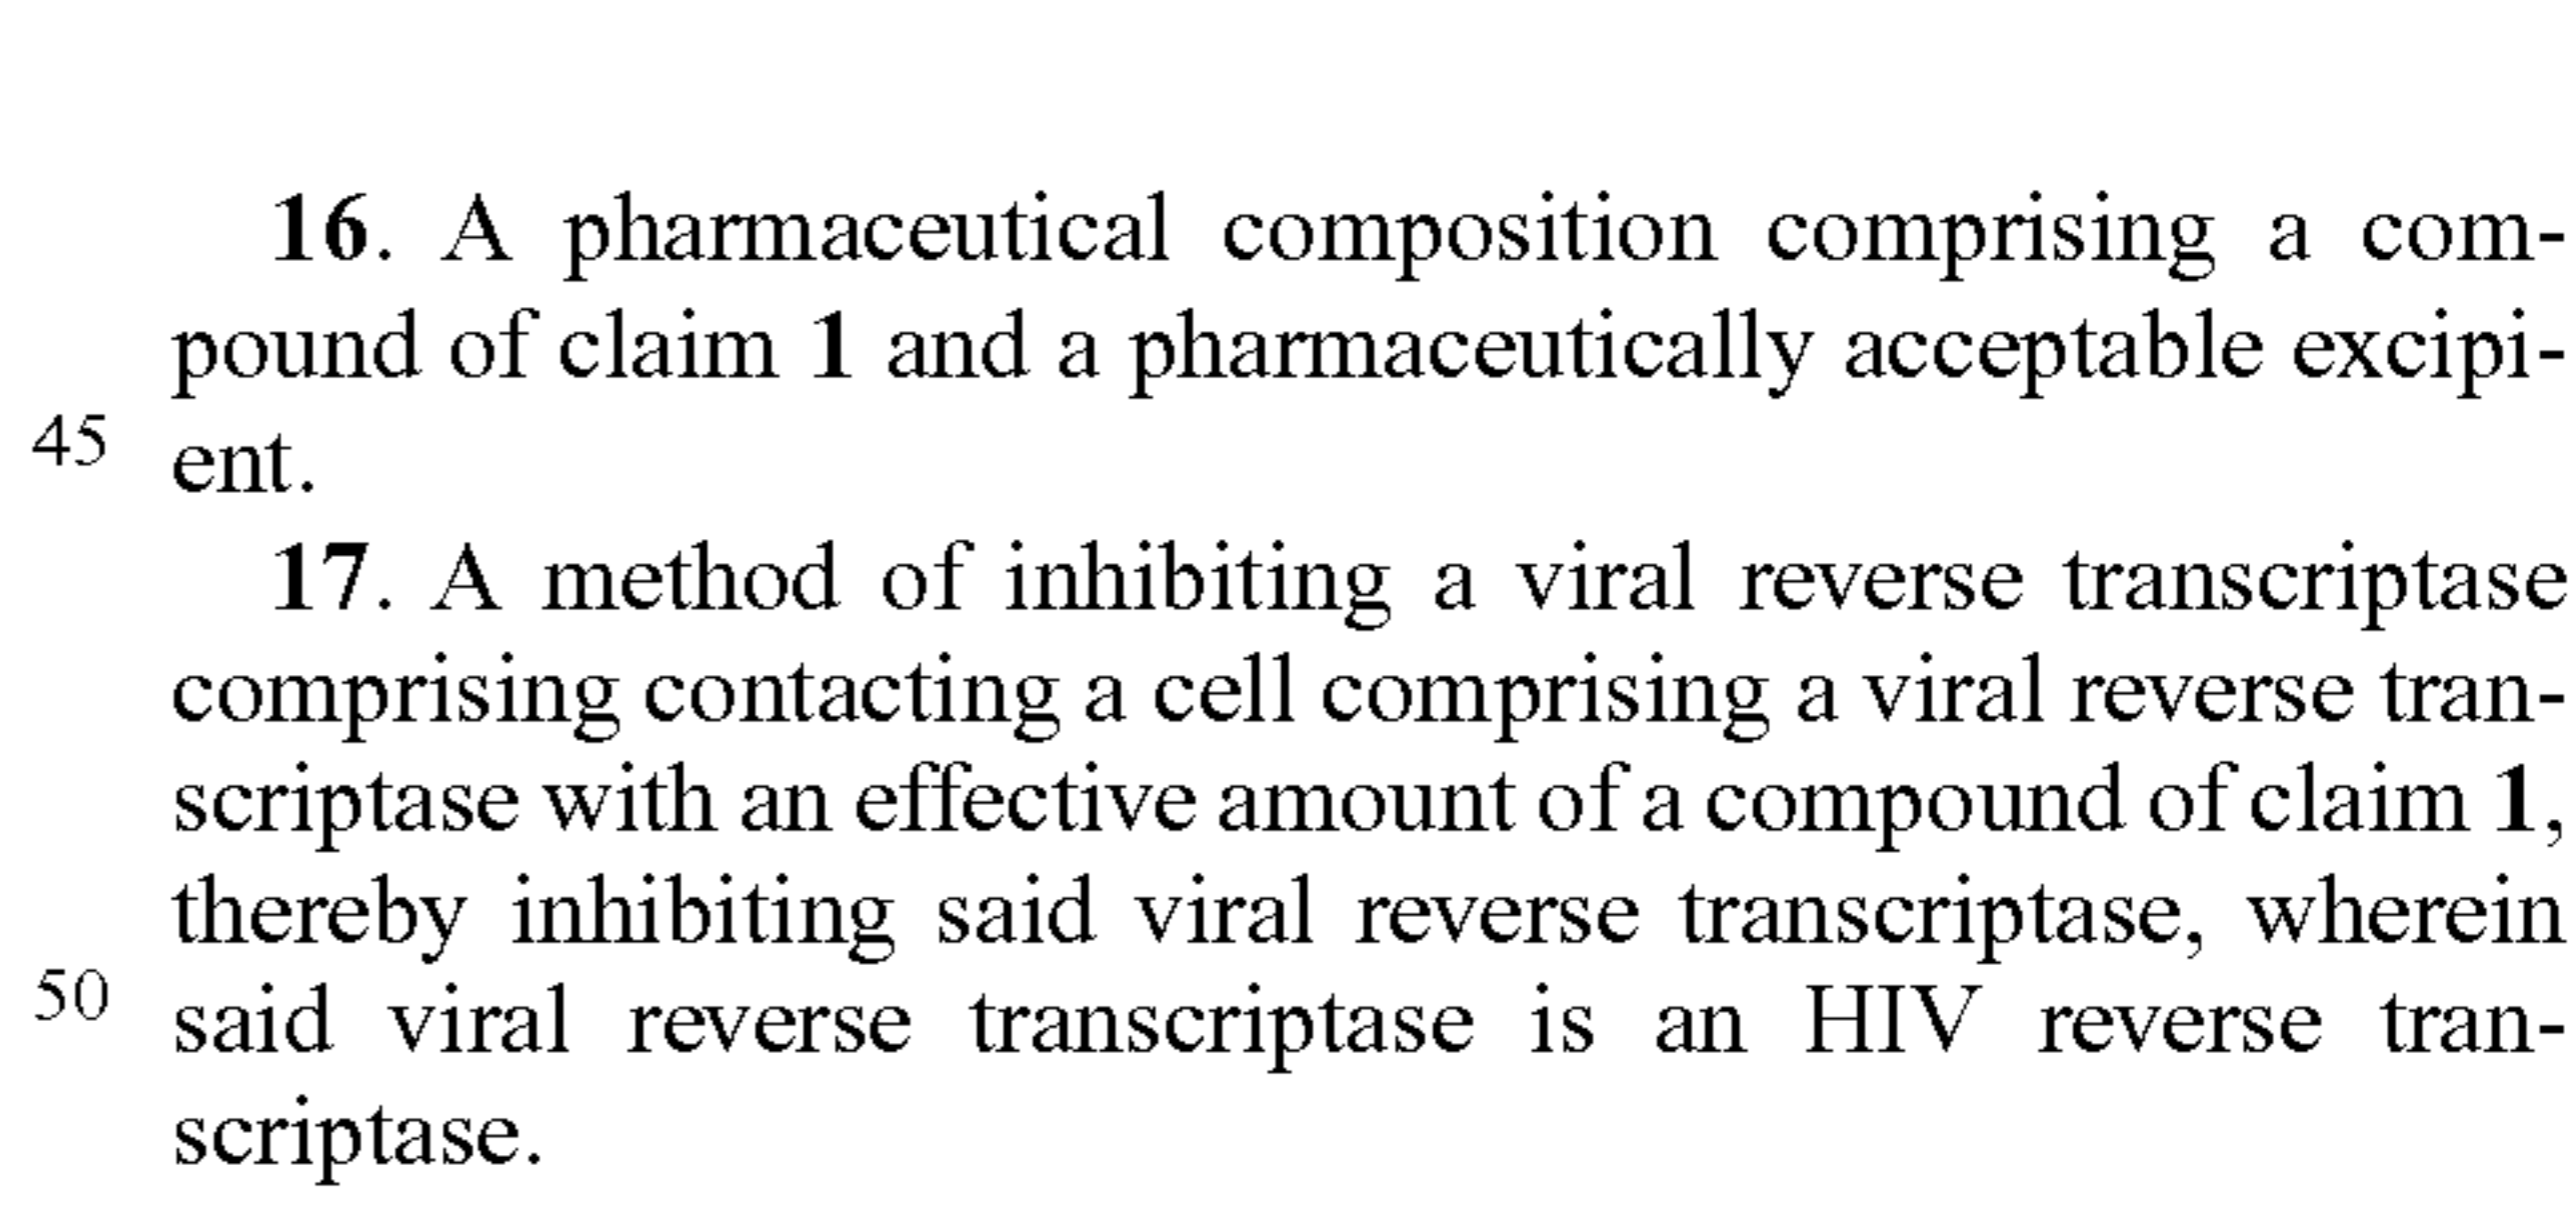 16. A pharmaceutical composition comprising a com-
pound of claim 1 and a pharmaceutically acceptable excipi-
45 ent.
17. A method of inhibiting a viral reverse transcriptase
comprising contacting a cell comprising a viral reverse tran-
scriptase with an effective amount of a compound of claim 1,
thereby inhibiting said viral reverse transcriptase, wherein
50 said viral reverse transcriptase is an HIV reverse tran-
scriptase.